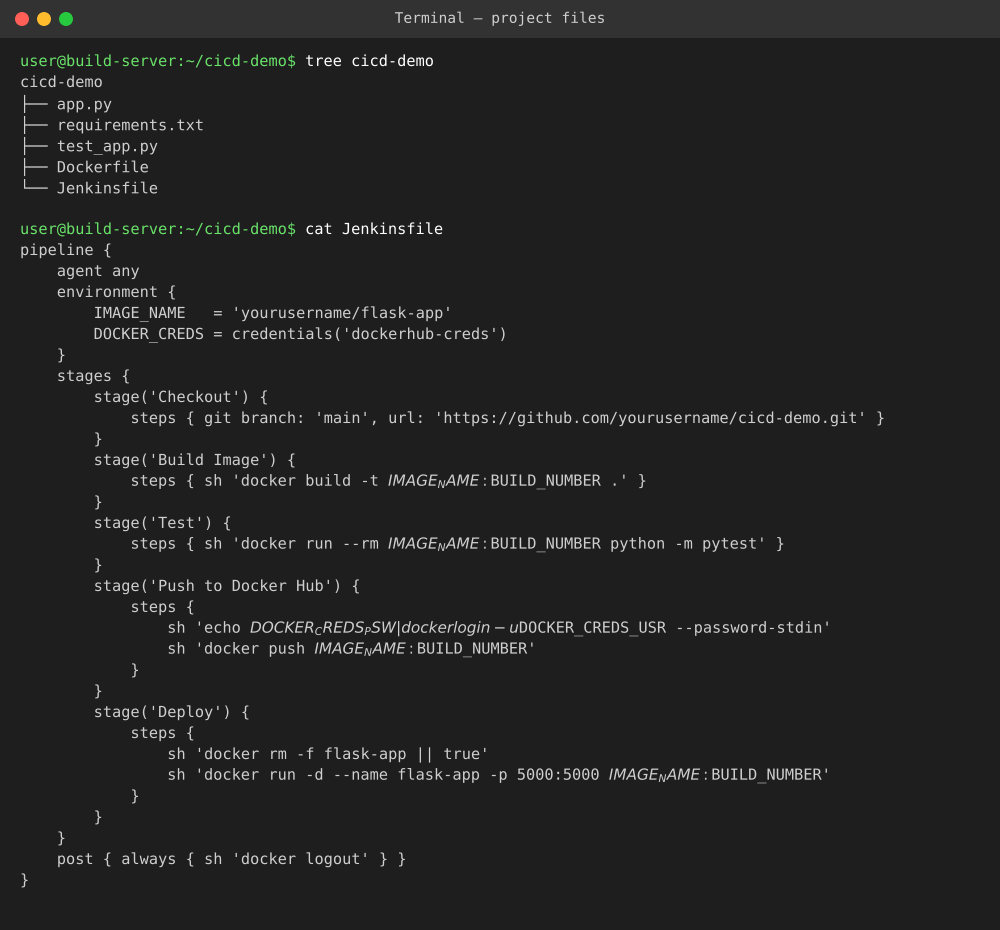 Terminal — project files
user@build-server:~/cicd-demo$ tree cicd-demo
cicd-demo
├── app.py
├── requirements.txt
├── test_app.py
├── Dockerfile
└── Jenkinsfile
user@build-server:~/cicd-demo$ cat Jenkinsfile
pipeline {
    agent any
    environment {
        IMAGE_NAME   = 'yourusername/flask-app'
        DOCKER_CREDS = credentials('dockerhub-creds')
    }
    stages {
        stage('Checkout') {
            steps { git branch: 'main', url: 'https://github.com/yourusername/cicd-demo.git' }
        }
        stage('Build Image') {
            steps { sh 'docker build -t IMAGE_NAME:BUILD_NUMBER .' }
        }
        stage('Test') {
            steps { sh 'docker run --rm IMAGE_NAME:BUILD_NUMBER python -m pytest' }
        }
        stage('Push to Docker Hub') {
            steps {
                sh 'echo DOCKER_CREDS_PSW|dockerlogin-uDOCKER_CREDS_USR --password-stdin'
                sh 'docker push IMAGE_NAME:BUILD_NUMBER'
            }
        }
        stage('Deploy') {
            steps {
                sh 'docker rm -f flask-app || true'
                sh 'docker run -d --name flask-app -p 5000:5000 IMAGE_NAME:BUILD_NUMBER'
            }
        }
    }
    post { always { sh 'docker logout' } }
}